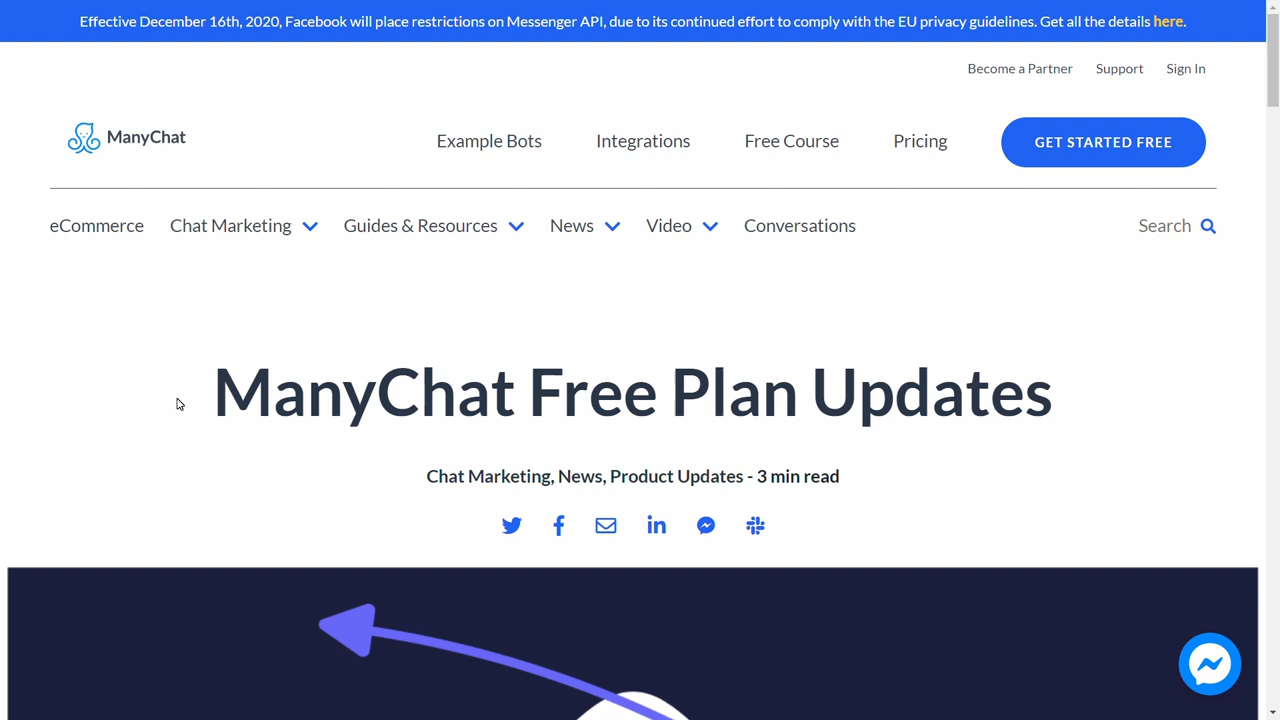 Effective December 16th, 2020, Facebook will place restrictions on Messenger API, due to its continued effort to comply with the EU privacy guidelines. Get all the details here.
Become a Partner Support Sign In
ManyChat Example Bots Integrations Free Course Pricing GET STARTED FREE
eCommerce Chat Marketing Guides & Resources News Video Conversations Search
ManyChat Free Plan Updates
Chat Marketing, News, Product Updates - 3 min read